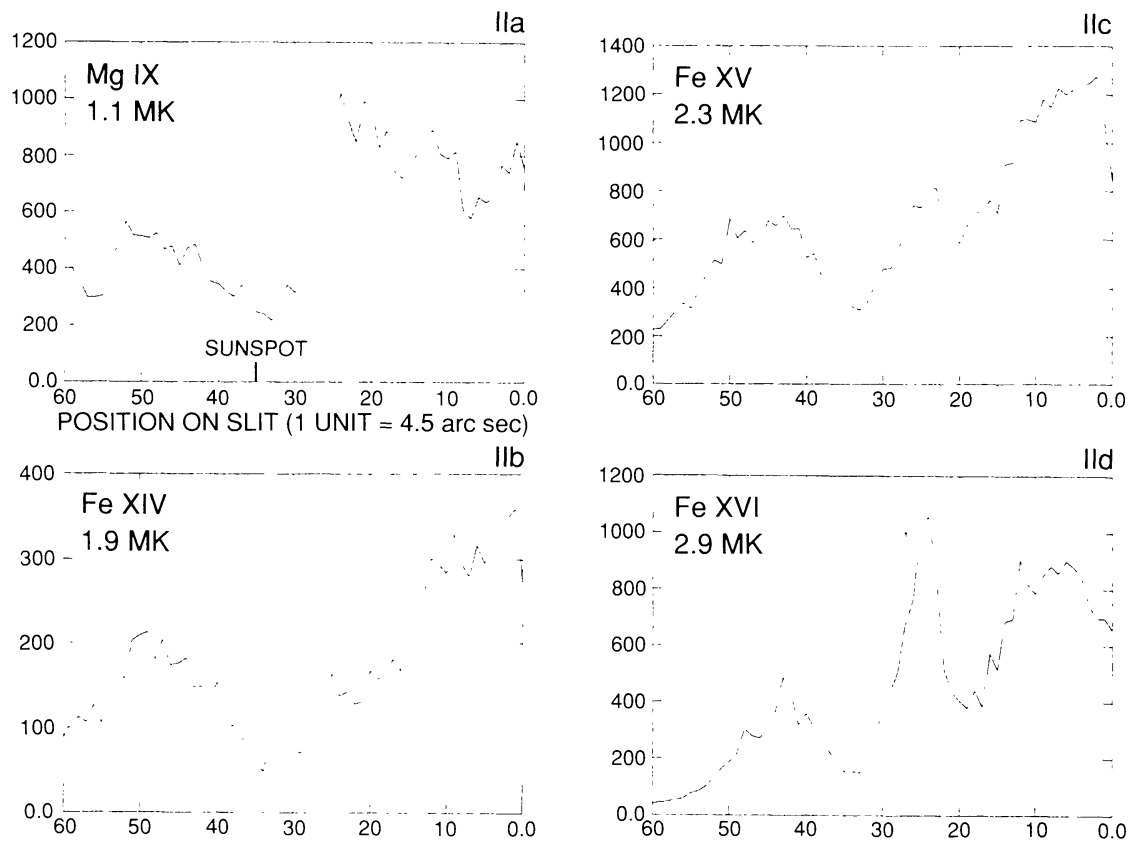 IIa
1200
1000
800
600
400
200
0.0
Mg IX
1.1 MK
SUNSPOT
60 50 40 30 20 10 0.0
POSITION ON SLIT (1 UNIT = 4.5 arc sec)
IIc
1400
1200
1000
800
600
400
200
0.0
Fe XV
2.3 MK
60 50 40 30 20 10 0.0
IIb
400
300
200
100
0.0
Fe XIV
1.9 MK
60 50 40 30 20 10 0.0
IId
1200
1000
800
600
400
200
0.0
Fe XVI
2.9 MK
60 50 40 30 20 10 0.0